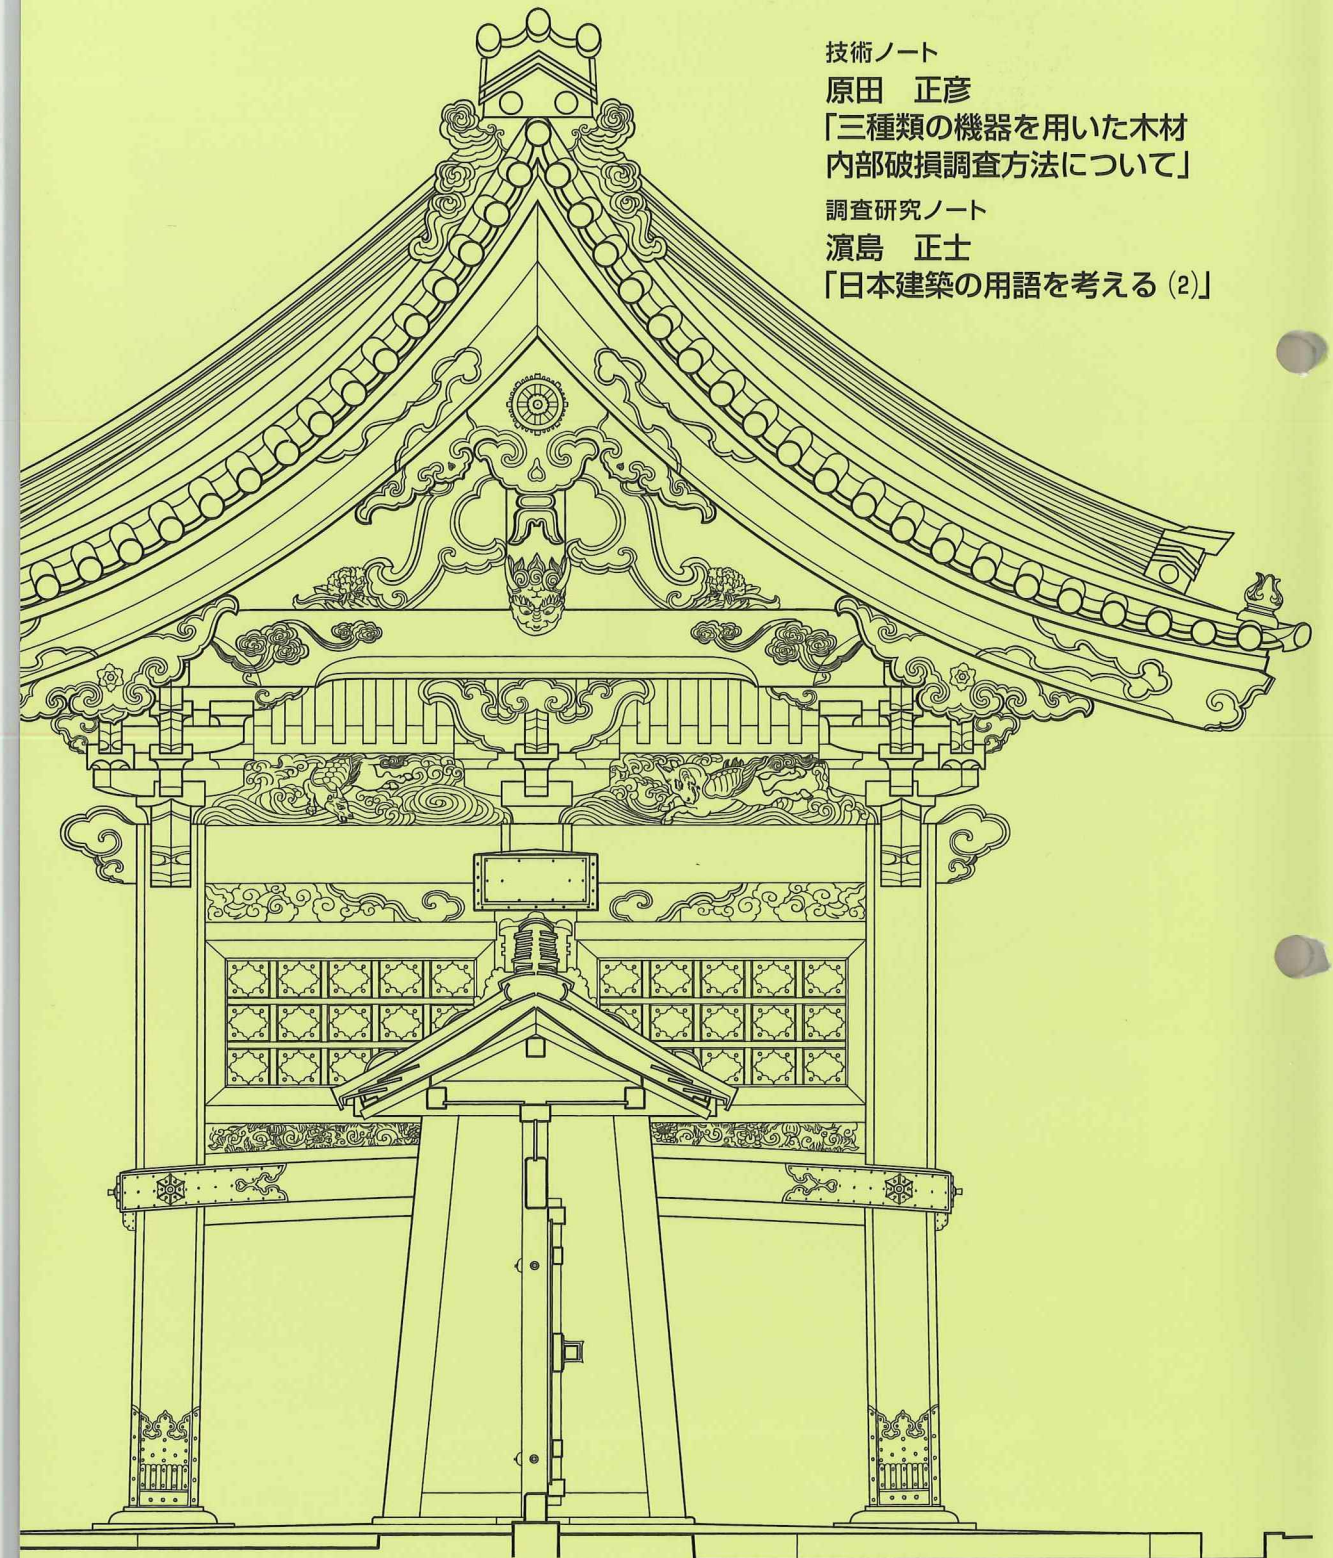 技術ノート
原田　正彦
「三種類の機器を用いた木材
内部破損調査方法について」
調査研究ノート
濵島　正士
「日本建築の用語を考える(2)」